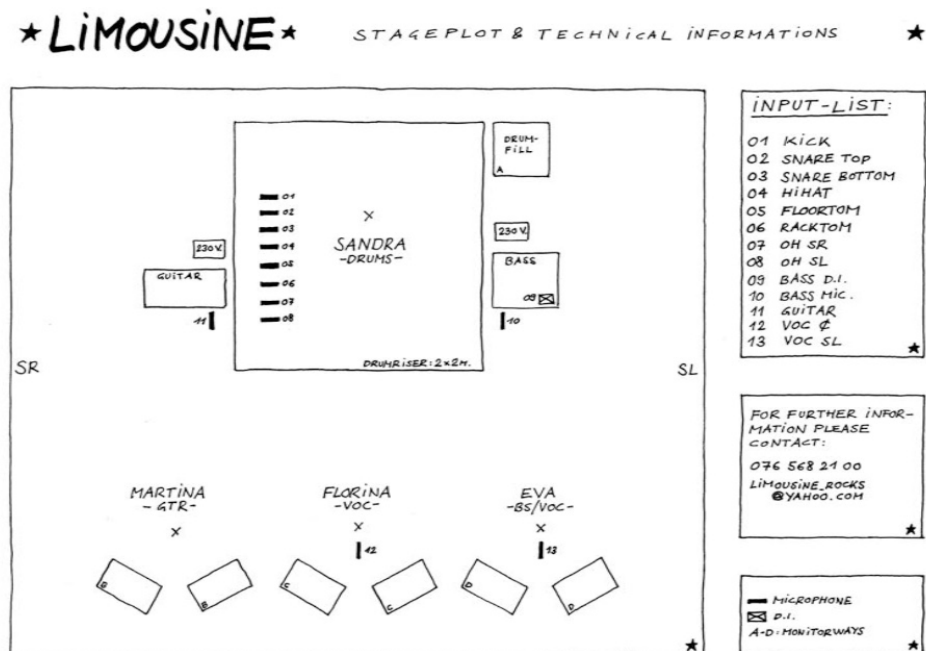 ★ LiMOUSiNE ★
STAGEPLOT & TECHNICAL iNFORMATiONS ★
DRUM-
FiLL
A
01
02
03
04
05
06
07
08
SANDRA
-DRUMS-
230 V.
GUiTAR
11
230 V.
BASS
09
10
DRUMRiSER: 2x2M.
SR
SL
MARTiNA
- GTR-
FLORiNA
-VOC-
EVA
-BS/VOC-
12
13
B
B
C
C
D
D
iNPUT-LiST:
01 KiCK
02 SNARE TOP
03 SNARE BOTTOM
04 HiHAT
05 FLOORTOM
06 RACKTOM
07 OH SR
08 OH SL
09 BASS D.i.
10 BASS Mic.
11 GUiTAR
12 VOC ¢
13 VOC SL
FOR FURTHER iNFOR-
MATiON PLEASE
CONTACT:
076 568 21 00
LiMOUSiNE_ROCKS
@YAHOO.COM
MiCROPHONE
D.i.
A-D: MONiTORWAYS